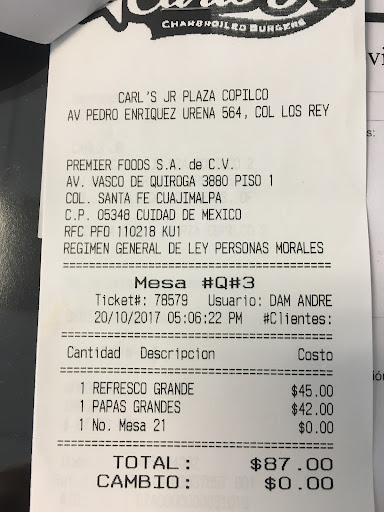 Carl's Jr.
CHARBROILED BURGERS
CARL'S JR PLAZA COPILCO
AV PEDRO ENRIQUEZ URENA 564, COL LOS REY
PREMIER FOODS S.A. de C.V.
AV. VASCO DE QUIROGA 3880 PISO 1
COL. SANTA FE CUAJIMALPA
C.P. 05348 CUIDAD DE MEXICO
RFC PFO 110218 KU1
REGIMEN GENERAL DE LEY PERSONAS MORALES
Mesa #Q#3
Ticket#: 78579 Usuario: DAM ANDRE
20/10/2017 05:06:22 PM #Clientes:
Cantidad Descripcion Costo
1 REFRESCO GRANDE $45.00
1 PAPAS GRANDES $42.00
1 No. Mesa 21 $0.00
TOTAL: $87.00
CAMBIO: $0.00